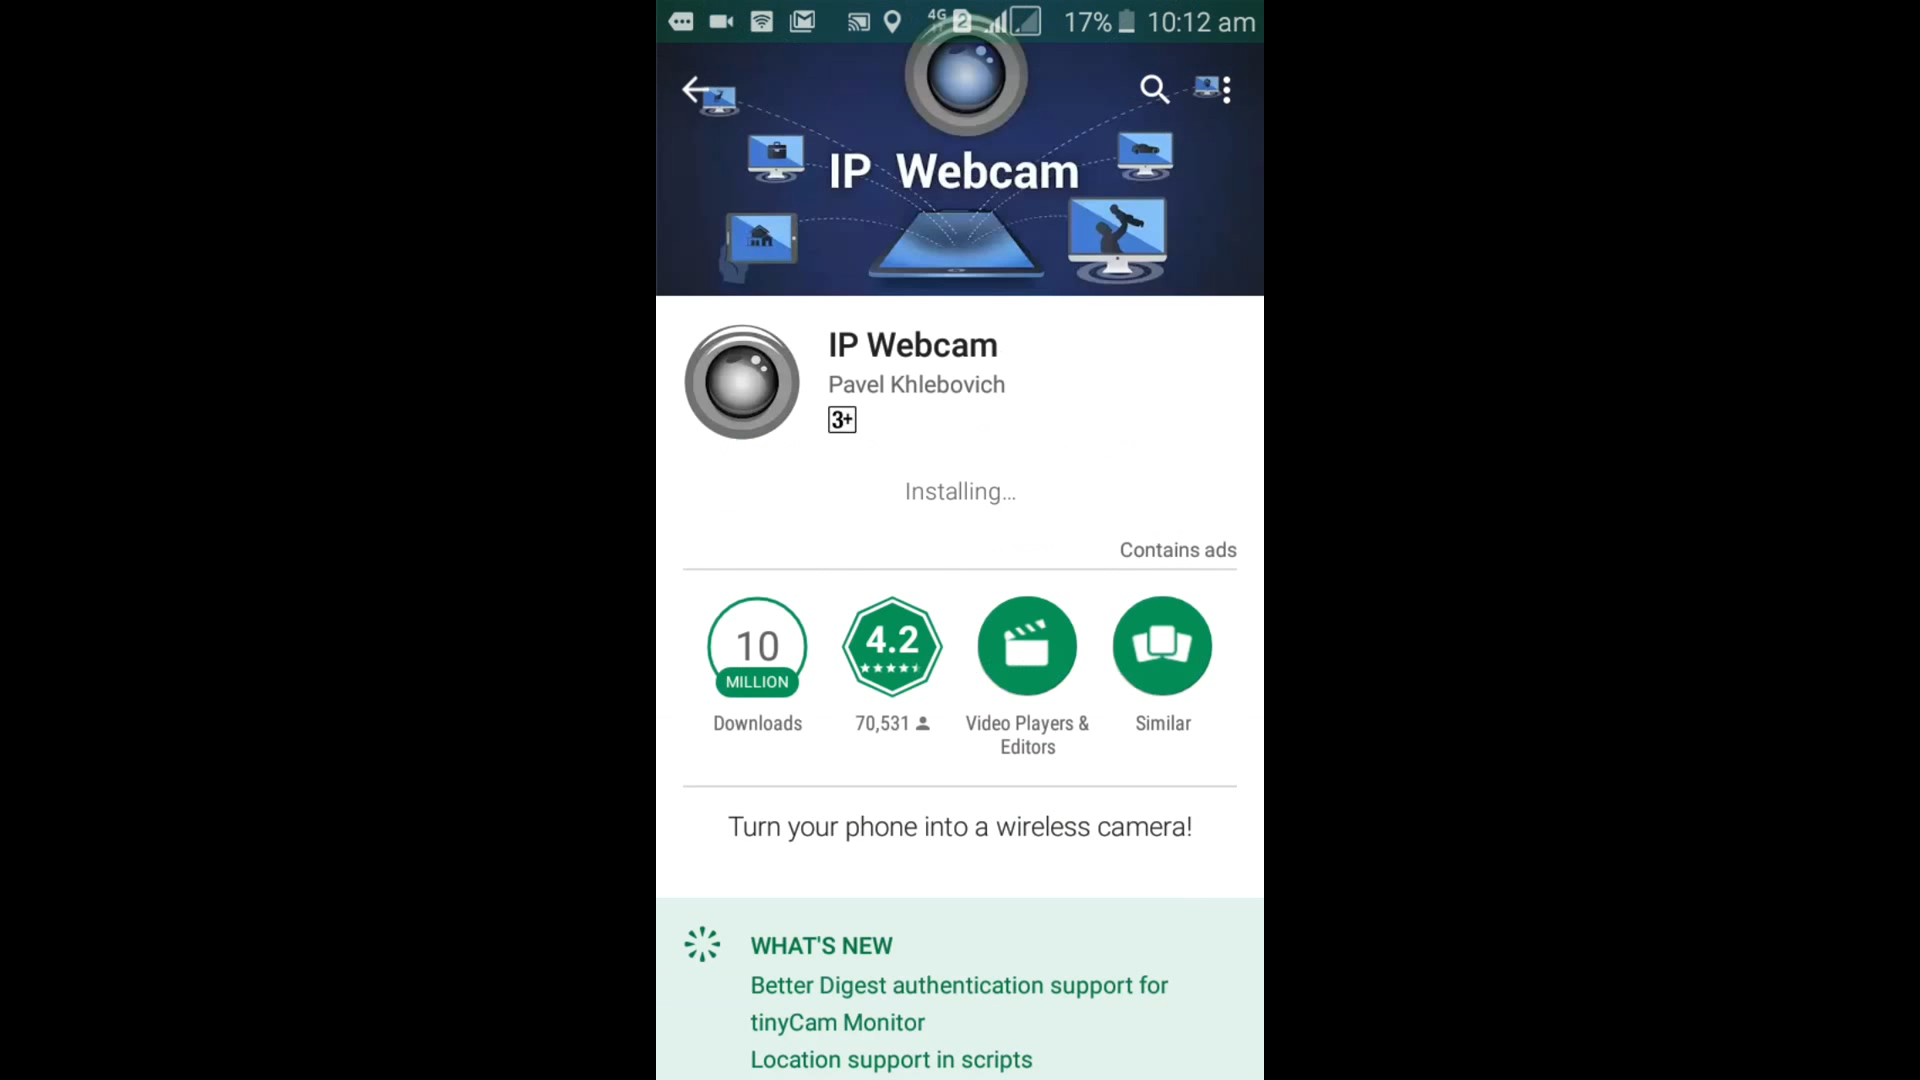 4G 2 17% 10:12 am
IP Webcam
IP Webcam
Pavel Khlebovich
3+
Installing...
Contains ads
10
MILLION
4.2
Downloads
70,531
Video Players &
Editors
Similar
Turn your phone into a wireless camera!
WHAT'S NEW
Better Digest authentication support for
tinyCam Monitor
Location support in scripts